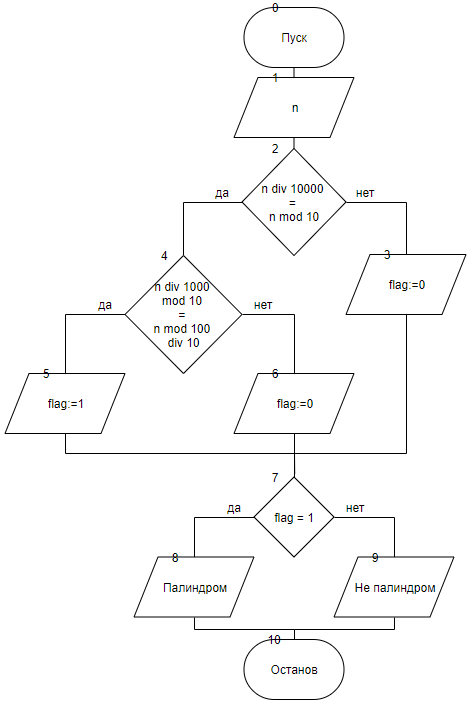 0
Пуск
1
n
2
n div 10000
=
n mod 10
да
нет
3
flag:=0
4
n div 1000
mod 10
=
n mod 100
div 10
да
нет
5
flag:=1
6
flag:=0
7
flag = 1
да
нет
8
Палиндром
9
Не палиндром
10
Останов